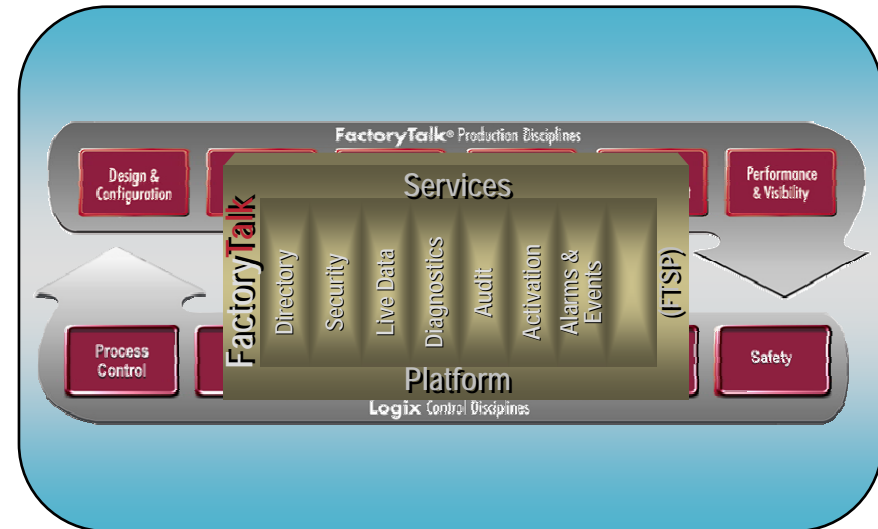 FactoryTalk® Production Disciplines
Design &
Configuration
Performance
& Visibility
Services
FactoryTalk
Directory
Security
Live Data
Diagnostics
Audit
Activation
Alarms &
Events
(FTSP)
Platform
Process
Control
Safety
Logix Control Disciplines